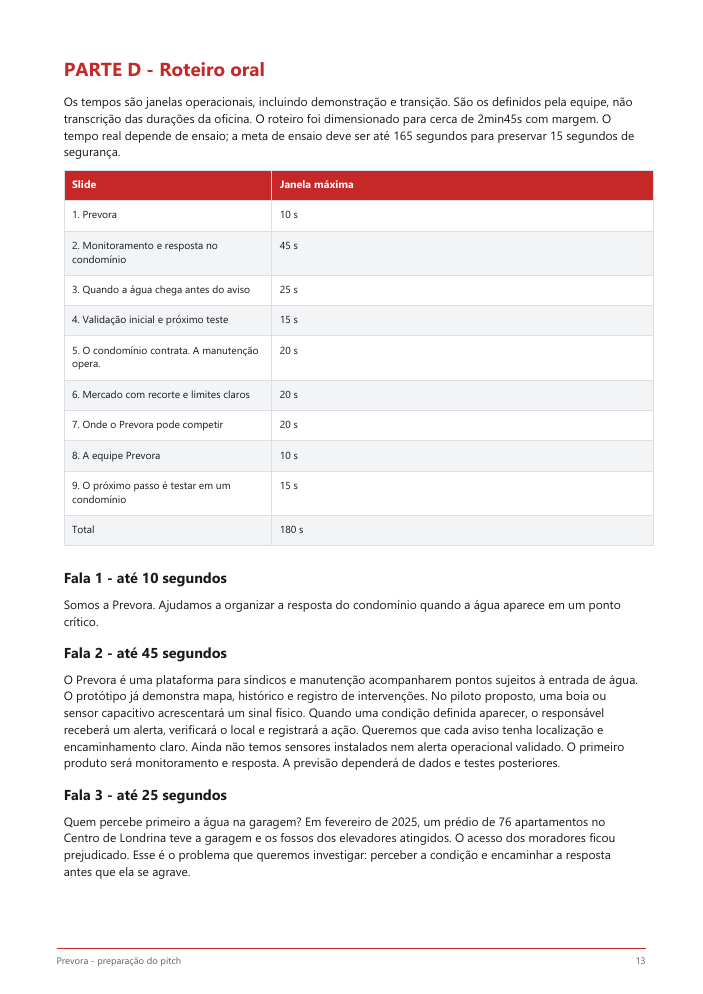 PARTE D - Roteiro oral
Os tempos são janelas operacionais, incluindo demonstração e transição. São os definidos pela equipe, não
transcrição das durações da oficina. O roteiro foi dimensionado para cerca de 2min45s com margem. O
tempo real depende de ensaio; a meta de ensaio deve ser até 165 segundos para preservar 15 segundos de
segurança.
Slide Janela máxima
1. Prevora 10 s
2. Monitoramento e resposta no
condomínio 45 s
3. Quando a água chega antes do aviso 25 s
4. Validação inicial e próximo teste 15 s
5. O condomínio contrata. A manutenção
opera. 20 s
6. Mercado com recorte e limites claros 20 s
7. Onde o Prevora pode competir 20 s
8. A equipe Prevora 10 s
9. O próximo passo é testar em um
condomínio 15 s
Total 180 s
Fala 1 - até 10 segundos
Somos a Prevora. Ajudamos a organizar a resposta do condomínio quando a água aparece em um ponto
crítico.
Fala 2 - até 45 segundos
O Prevora é uma plataforma para síndicos e manutenção acompanharem pontos sujeitos à entrada de água.
O protótipo já demonstra mapa, histórico e registro de intervenções. No piloto proposto, uma boia ou
sensor capacitivo acrescentará um sinal físico. Quando uma condição definida aparecer, o responsável
receberá um alerta, verificará o local e registrará a ação. Queremos que cada aviso tenha localização e
encaminhamento claro. Ainda não temos sensores instalados nem alerta operacional validado. O primeiro
produto será monitoramento e resposta. A previsão dependerá de dados e testes posteriores.
Fala 3 - até 25 segundos
Quem percebe primeiro a água na garagem? Em fevereiro de 2025, um prédio de 76 apartamentos no
Centro de Londrina teve a garagem e os fossos dos elevadores atingidos. O acesso dos moradores ficou
prejudicado. Esse é o problema que queremos investigar: perceber a condição e encaminhar a resposta
antes que ela se agrave.
Prevora - preparação do pitch 13